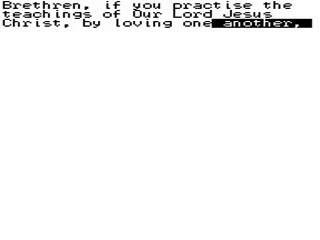 Brethren, if you practise the
teachings of Our Lord Jesus
Christ, by loving one another,